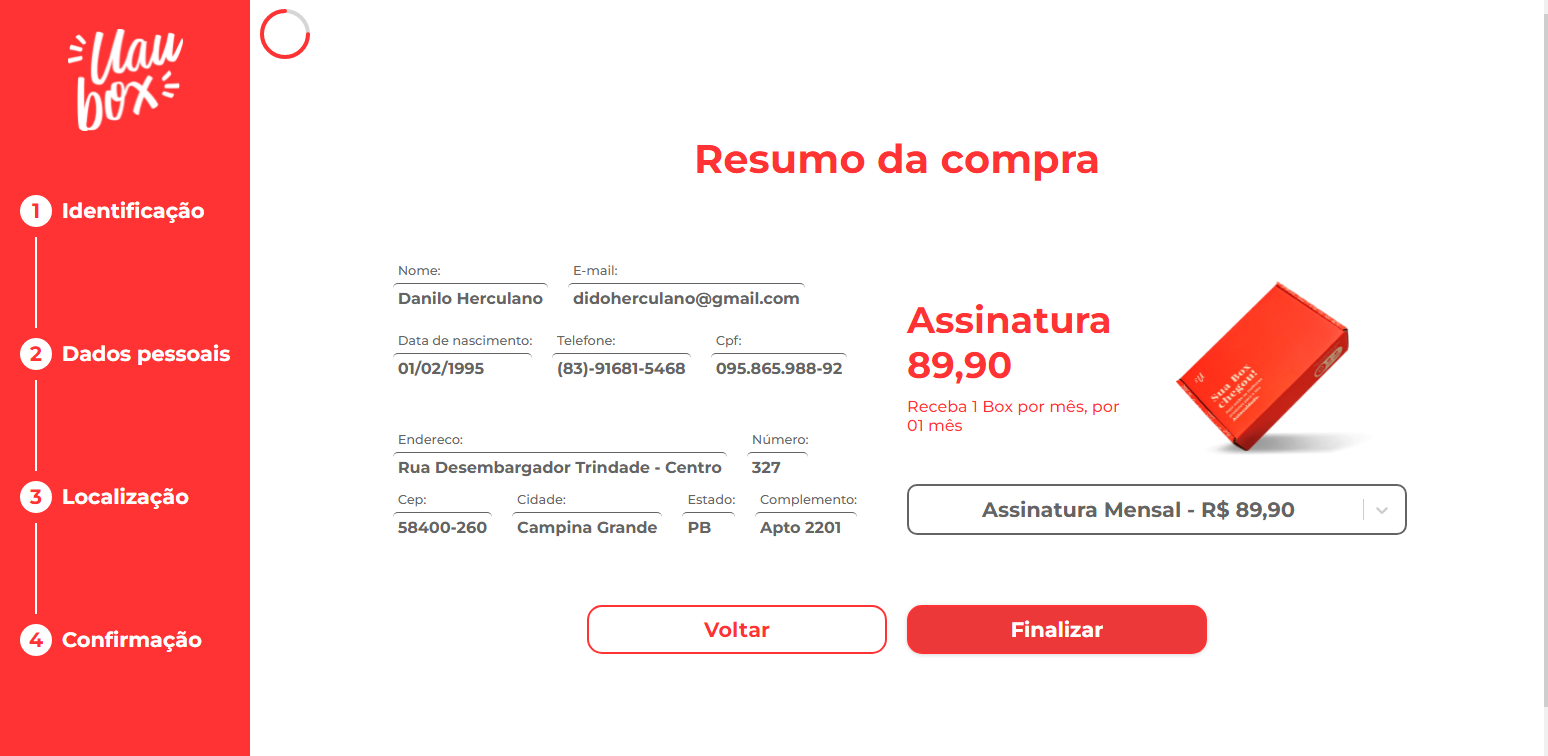 Uau
box
1 Identificação
2 Dados pessoais
3 Localização
4 Confirmação
Resumo da compra
Nome: E-mail:
Danilo Herculano didoherculano@gmail.com
Data de nascimento: Telefone: Cpf:
01/02/1995 (83)-91681-5468 095.865.988-92
Endereco: Número:
Rua Desembargador Trindade - Centro 327
Cep: Cidade: Estado: Complemento:
58400-260 Campina Grande PB Apto 2201
Assinatura
89,90
Receba 1 Box por mês, por
01 mês
Sua Box
chegou!
Assinatura Mensal - R$ 89,90
Voltar
Finalizar